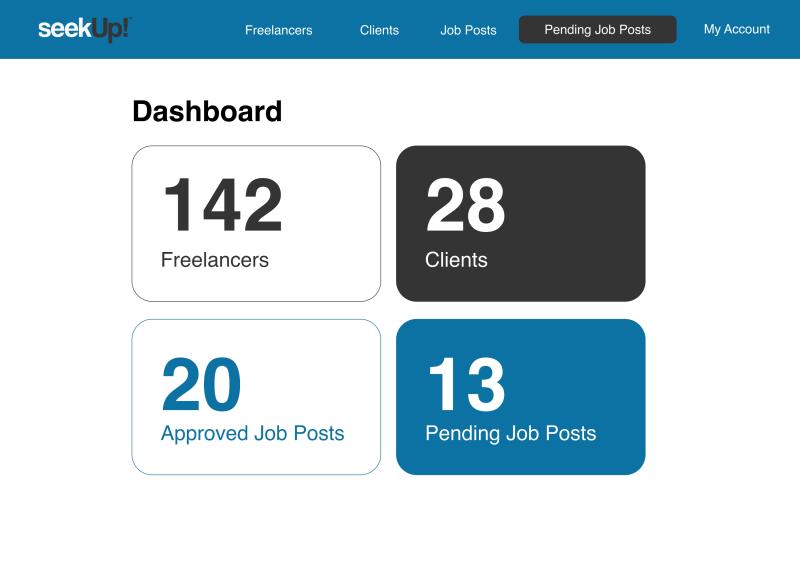 seekUp!
Freelancers Clients Job Posts Pending Job Posts My Account
Dashboard
142
Freelancers
28
Clients
20
Approved Job Posts
13
Pending Job Posts